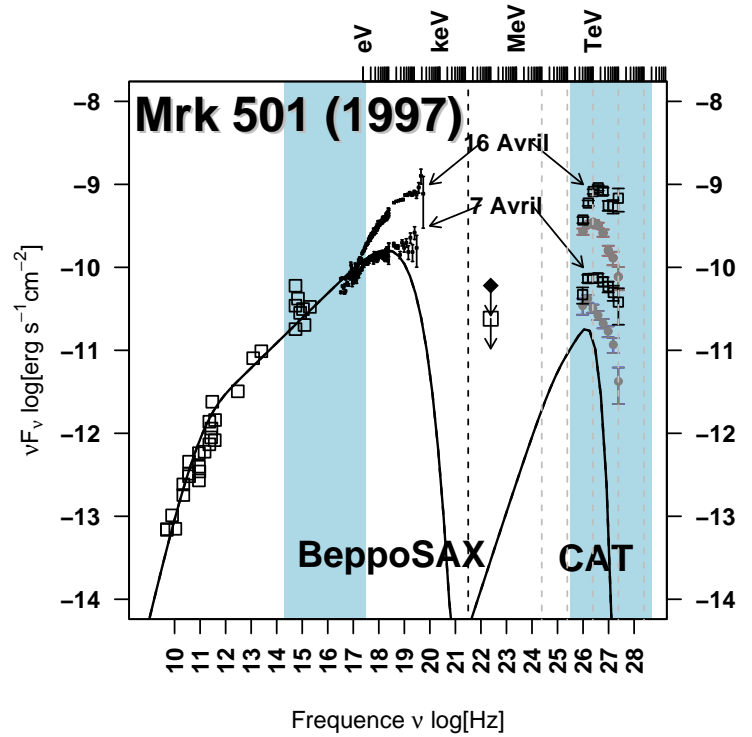 eV keV MeV TeV
Mrk 501 (1997)
16 Avril
7 Avril
−8 −8
−9 −9
−10 −10
−11 −11
−12 −12
−13 −13
−14 −14
νFν log[erg s−1cm−2]
BeppoSAX CAT
10 11 12 13 14 15 16 17 18 19 20 21 22 23 24 25 26 27 28
Frequence ν log[Hz]